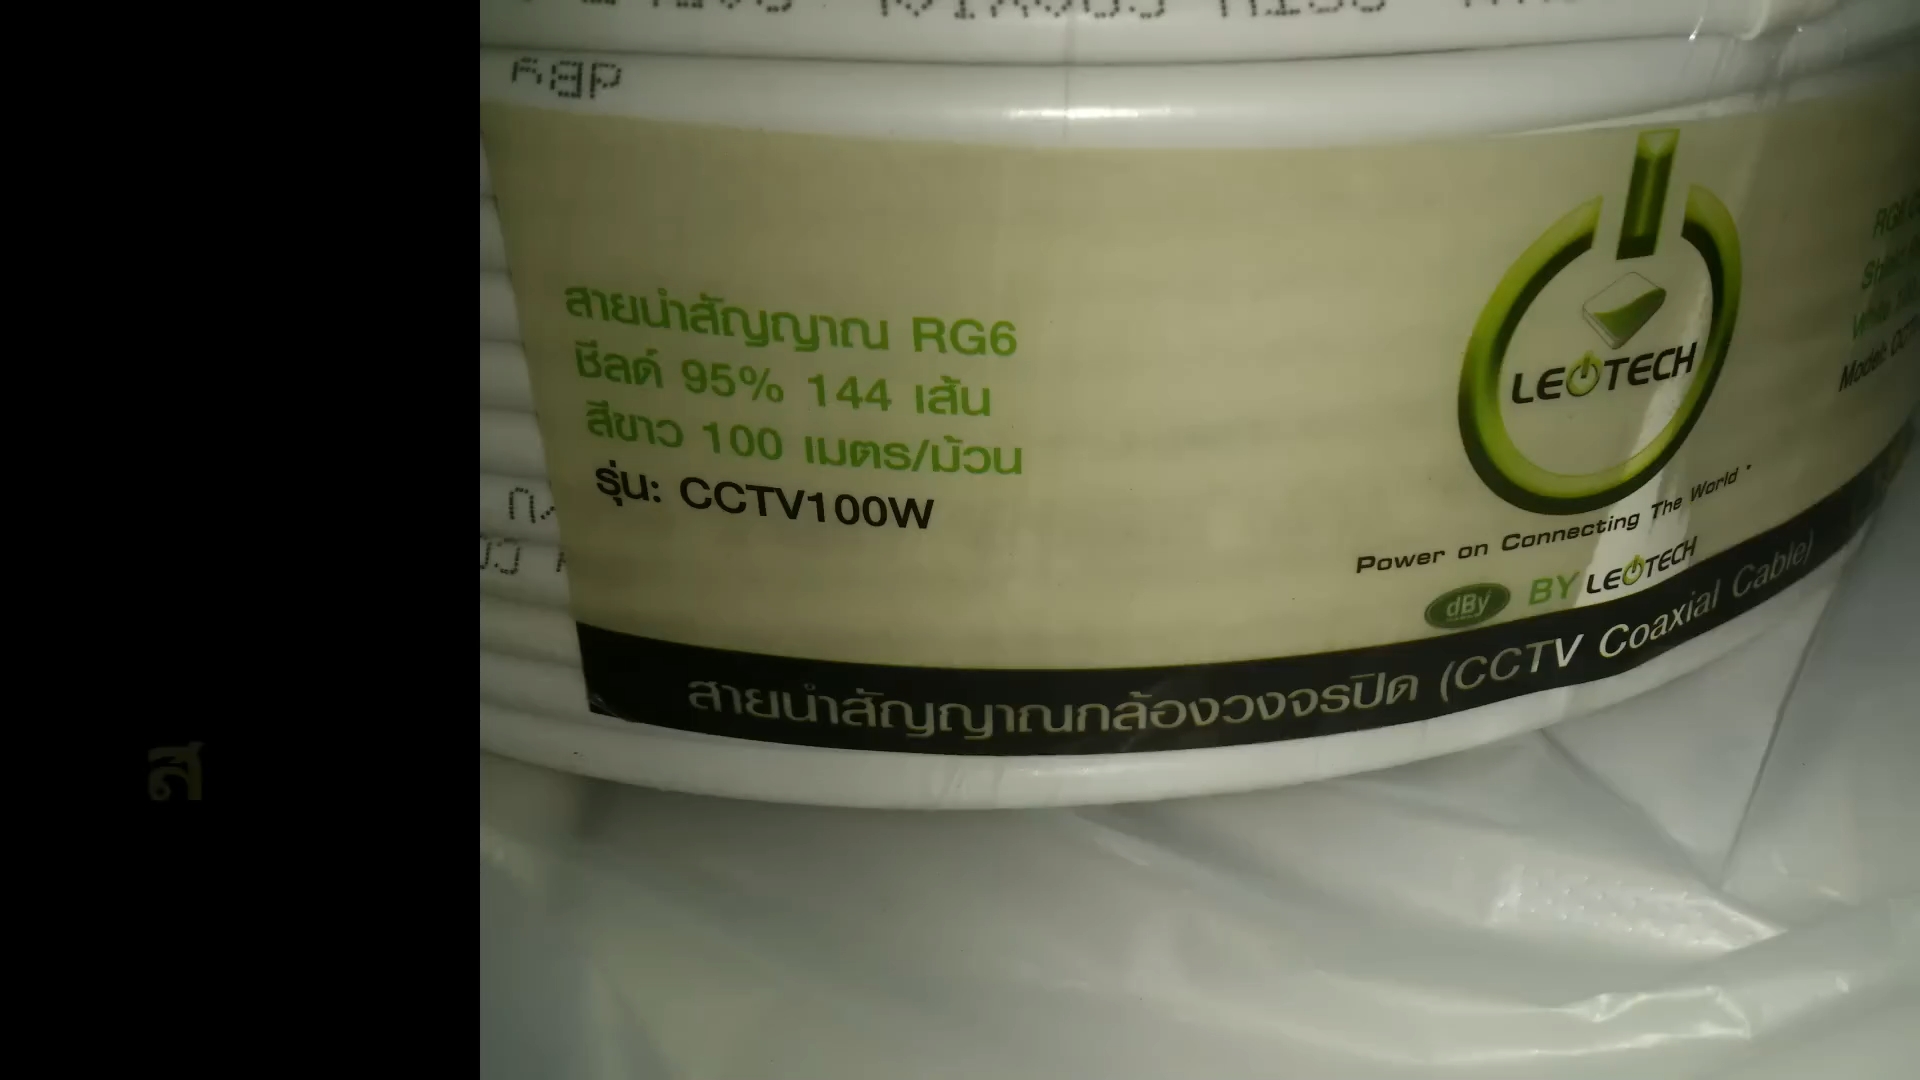 dBy
สายนำสัญญาณ RG6
ชีลด์ 95% 144 เส้น
สีขาว 100 เมตร/ม้วน
รุ่น: CCTV100W
LEOTECH
Power on Connecting The World
dBy BY LEOTECH
สายนำสัญญาณกล้องวงจรปิด (CCTV Coaxial Cable)
ส